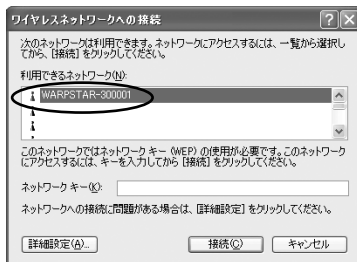 ワイヤレスネットワークへの接続
次のネットワークは利用できます。ネットワークにアクセスするには、一覧から選択し
てから、[接続] をクリックしてください。
利用できるネットワーク(N):
WARPSTAR-300001
このネットワークではネットワーク キー (WEP) の使用が必要です。このネットワーク
にアクセスするには、キーを入力してから [接続] をクリックしてください。
ネットワーク キー(K):
ネットワークへの接続に問題がある場合は、[詳細設定] をクリックしてください。
詳細設定(A)...
接続(C)
キャンセル